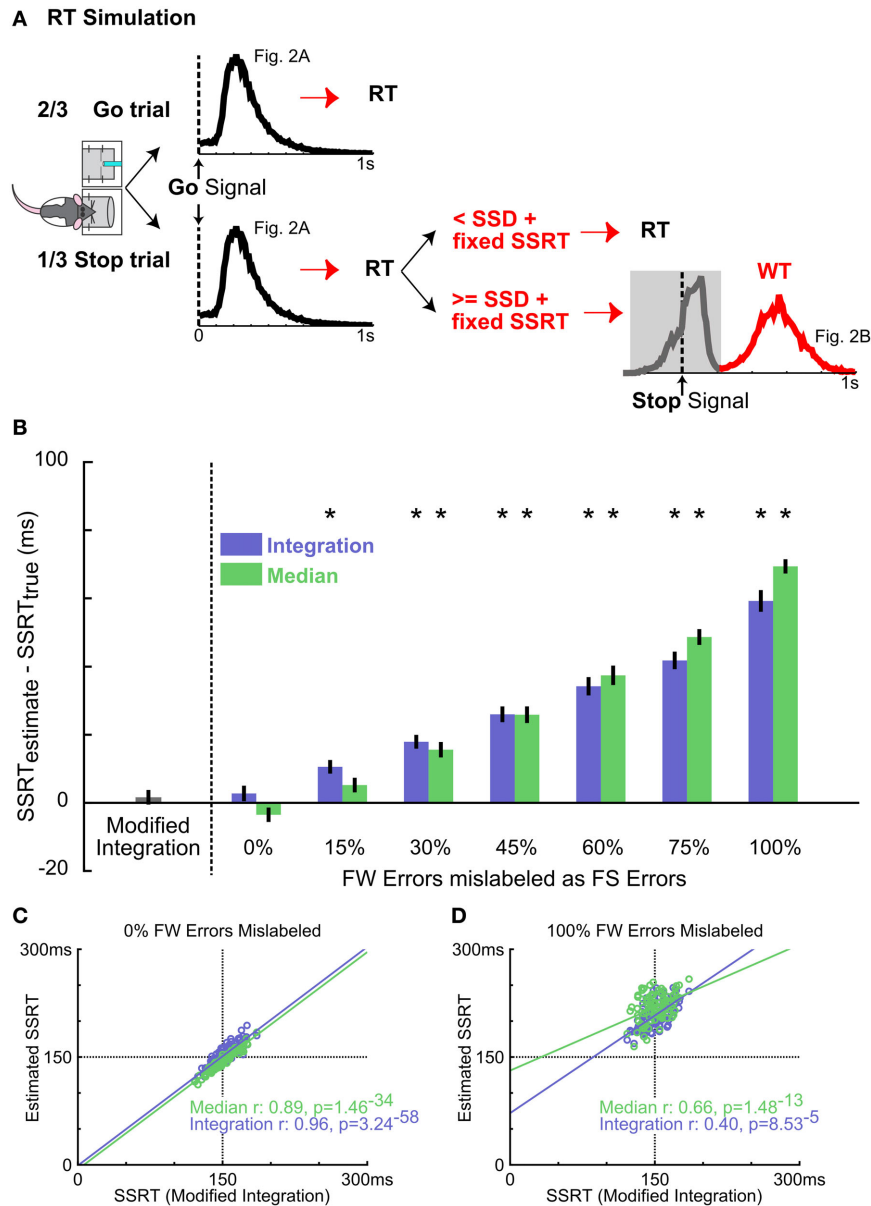 A RT Simulation
2/3 Go trial
Fig. 2A
RT
1s
Go Signal
1/3 Stop trial
Fig. 2A
RT
0
1s
< SSD +
fixed SSRT
RT
>= SSD +
fixed SSRT
WT
Fig. 2B
1s
Stop Signal
B
100
0
-20
SSRTestimate - SSRTtrue (ms)
Integration
Median
* * * * * * * * * * *
Modified
Integration
0% 15% 30% 45% 60% 75% 100%
FW Errors mislabeled as FS Errors
C
0% FW Errors Mislabeled
300ms
150
0
Estimated SSRT
Median r: 0.89, p=1.46-34
Integration r: 0.96, p=3.24-58
0 150 300ms
SSRT (Modified Integration)
D
100% FW Errors Mislabeled
300ms
150
0
Estimated SSRT
Median r: 0.66, p=1.48-13
Integration r: 0.40, p=8.53-5
0 150 300ms
SSRT (Modified Integration)